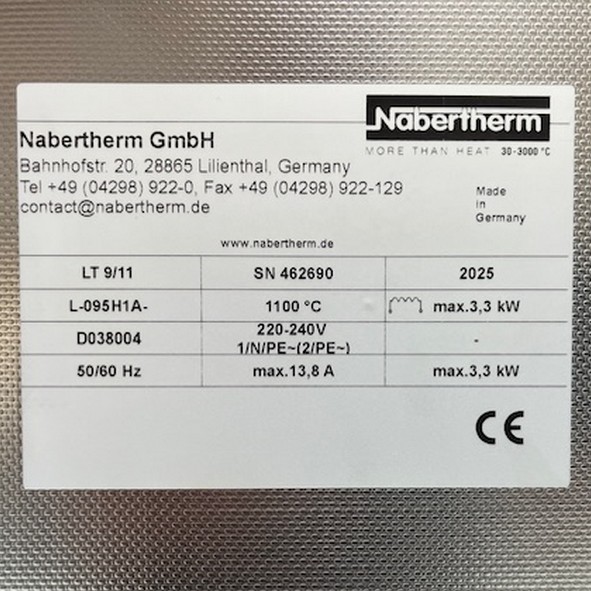 Nabertherm
MORE THAN HEAT 30-3000 °C
Nabertherm GmbH
Bahnhofstr. 20, 28865 Lilienthal, Germany
Tel +49 (04298) 922-0, Fax +49 (04298) 922-129
contact@nabertherm.de
Made
in
Germany
www.nabertherm.de
LT 9/11 SN 462690 2025
L-095H1A- 1100 °C max.3,3 kW
D038004 220-240V
1/N/PE~(2/PE~) -
50/60 Hz max.13,8 A max.3,3 kW
CE